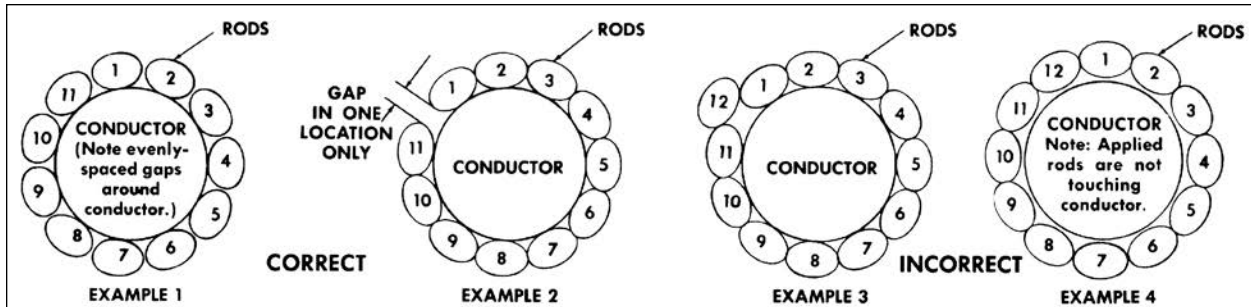 RODS
1
2
3
4
5
6
7
8
9
10
11
CONDUCTOR
(Note evenly-
spaced gaps
around
conductor.)
EXAMPLE 1
CORRECT
RODS
GAP
IN ONE
LOCATION
ONLY
1
2
3
4
5
6
7
8
9
10
11
CONDUCTOR
EXAMPLE 2
RODS
1
2
3
4
5
6
7
8
9
10
11
12
CONDUCTOR
EXAMPLE 3
INCORRECT
RODS
1
2
3
4
5
6
7
8
9
10
11
12
CONDUCTOR
Note: Applied
rods are not
touching
conductor.
EXAMPLE 4